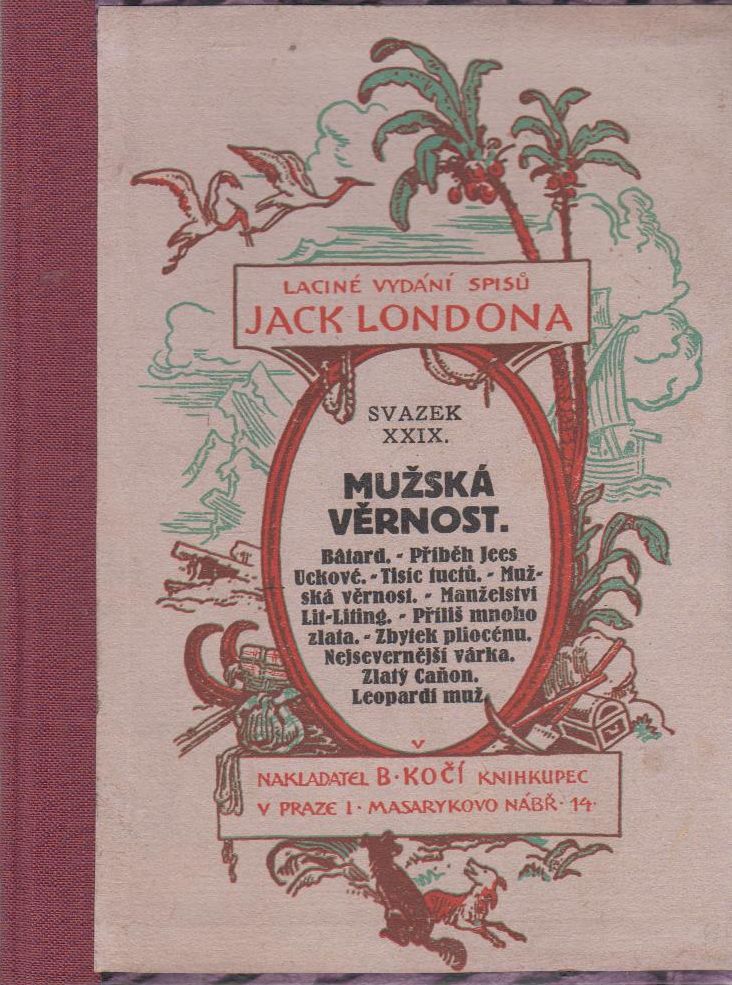 LACINÉ VYDÁNÍ SPISŮ
JACK LONDONA
SVAZEK
XXIX.
MUŽSKÁ
VĚRNOST.
Bâtard. - Příběh Jees
Uckové. - Tisíc tuctů. - Muž-
ská věrnost. - Manželství
Lit-Liting. - Příliš mnoho
zlata. - Zbytek pliocénu.
Nejsevernější várka.
Zlatý Cañon.
Leopardí muž.
V
NAKLADATEL B·KOČÍ KNIHKUPEC
V PRAZE I· MASARYKOVO NÁBŘ· 14·